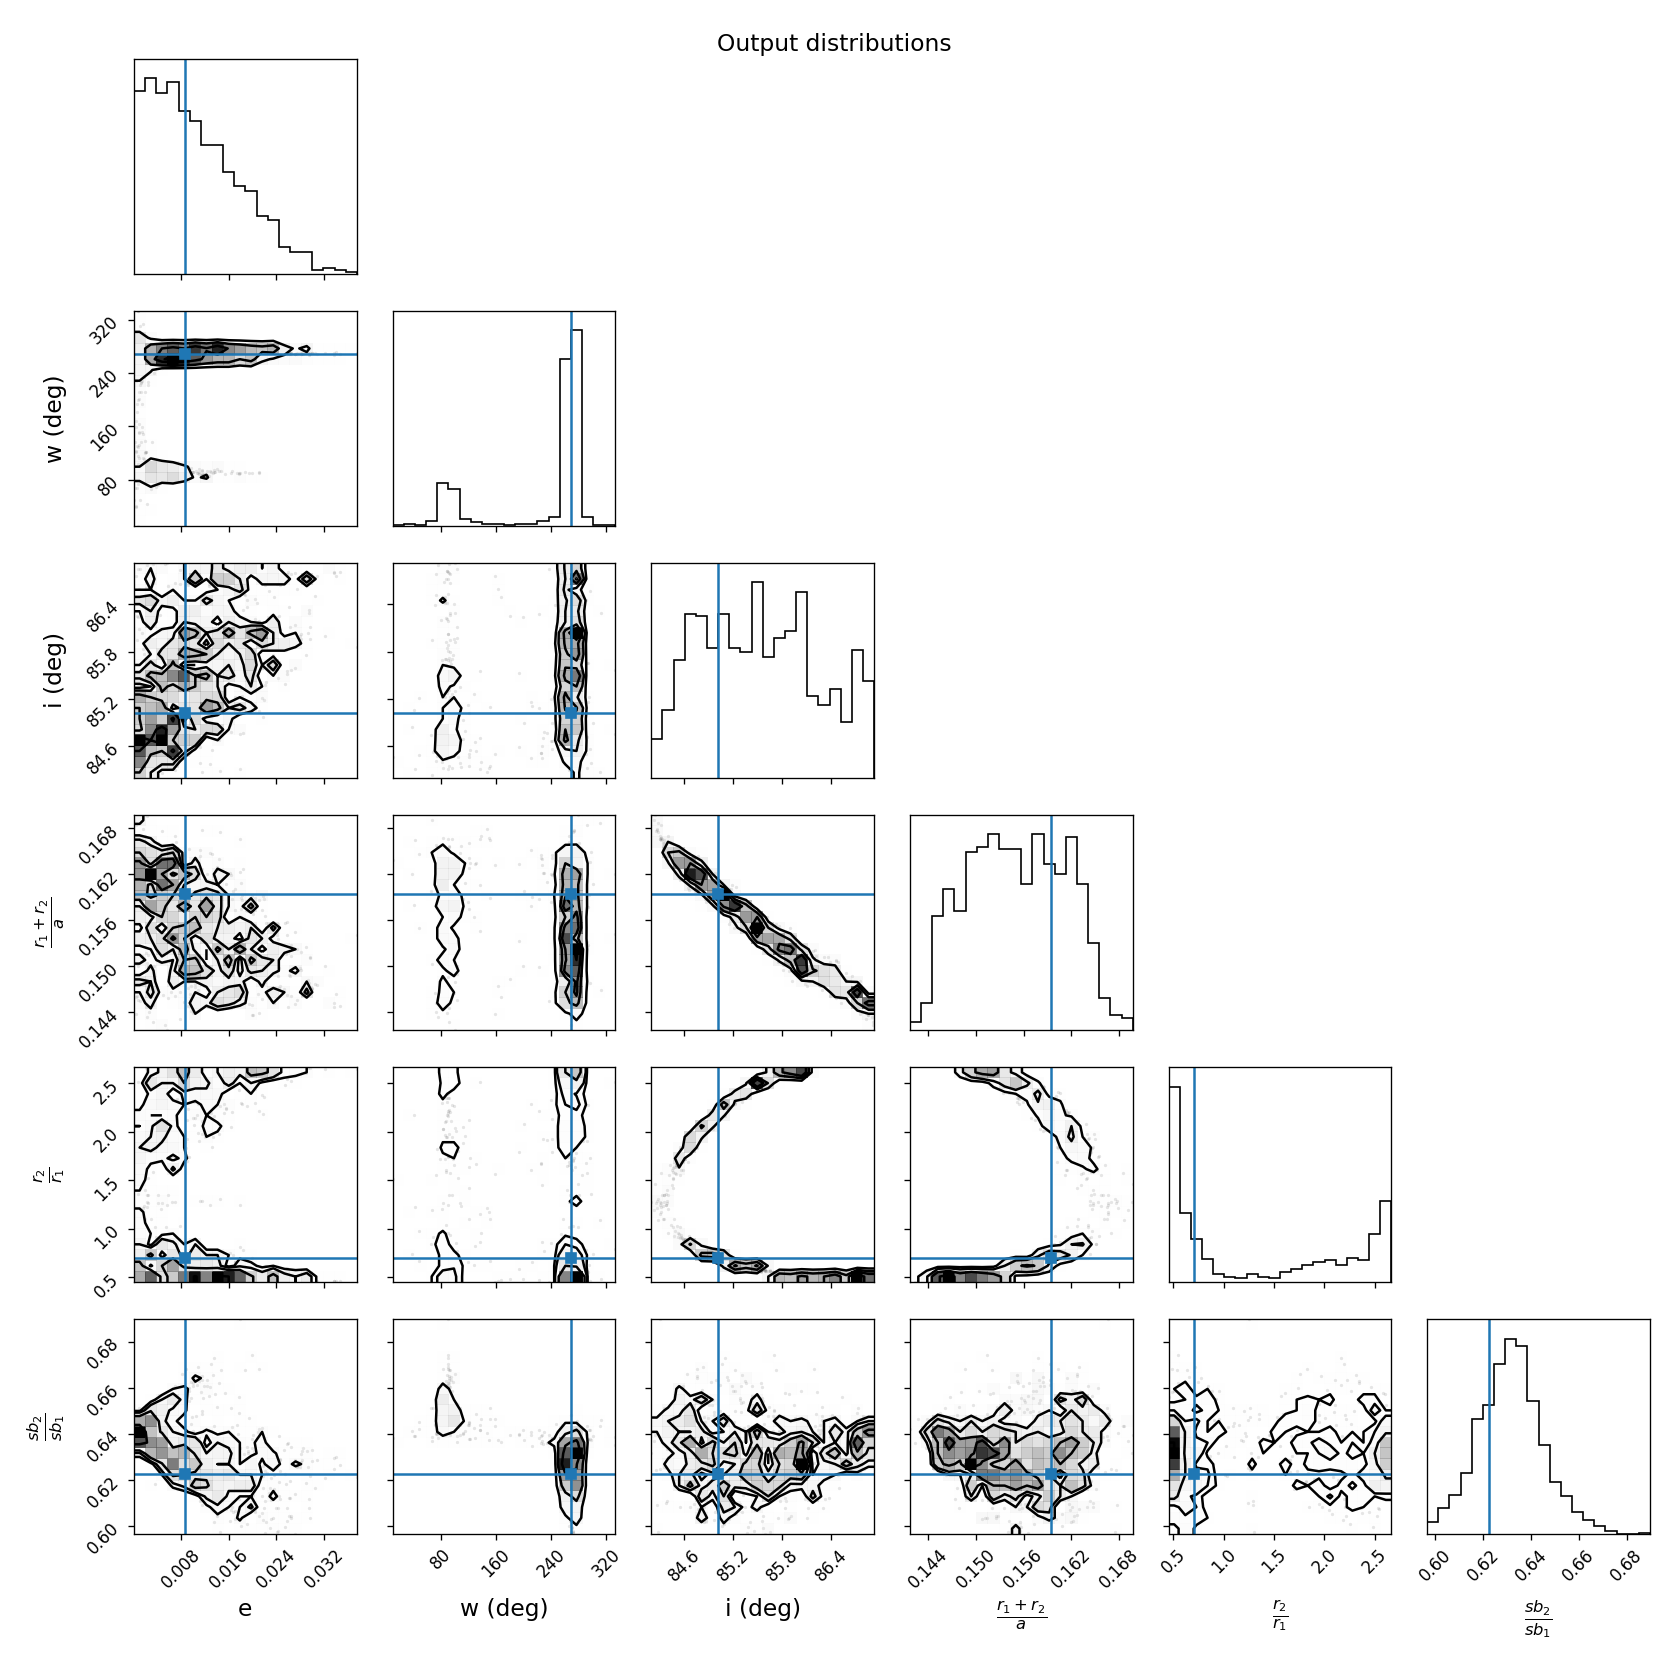 Output distributions
w (deg)
320
240
160
80
i (deg)
86.4
85.8
85.2
84.6
r₁ + r₂
a
0.168
0.162
0.156
0.150
0.144
r₂
r₁
2.5
2.0
1.5
1.0
0.5
sb₂
sb₁
0.68
0.66
0.64
0.62
0.60
0.008 0.016 0.024 0.032
80 160 240 320
84.6 85.2 85.8 86.4
0.144 0.150 0.156 0.162 0.168
0.5 1.0 1.5 2.0 2.5
0.60 0.62 0.64 0.66 0.68
e
w (deg)
i (deg)
r₁ + r₂
a
r₂
r₁
sb₂
sb₁